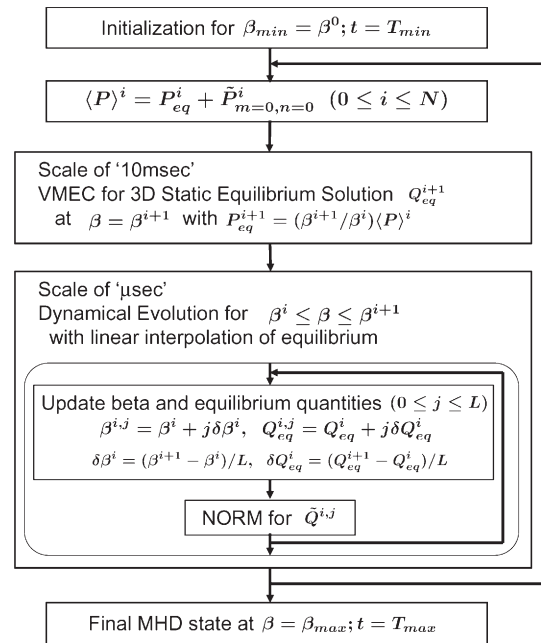 Initialization for β_min = β^0; t = T_min
⟨P⟩^i = P^i_eq + P̃^i_{m=0,n=0} (0 ≤ i ≤ N)
Scale of ‘10msec’
VMEC for 3D Static Equilibrium Solution Q^{i+1}_eq
at β = β^{i+1} with P^{i+1}_eq = (β^{i+1}/β^i)⟨P⟩^i
Scale of ‘μsec’
Dynamical Evolution for β^i ≤ β ≤ β^{i+1}
with linear interpolation of equilibrium
Update beta and equilibrium quantities (0 ≤ j ≤ L)
β^{i,j} = β^i + jδβ^i, Q^{i,j}_eq = Q^i_eq + jδQ^i_eq
δβ^i = (β^{i+1} − β^i)/L, δQ^i_eq = (Q^{i+1}_eq − Q^i_eq)/L
NORM for Q̃^{i,j}
Final MHD state at β = β_max; t = T_max